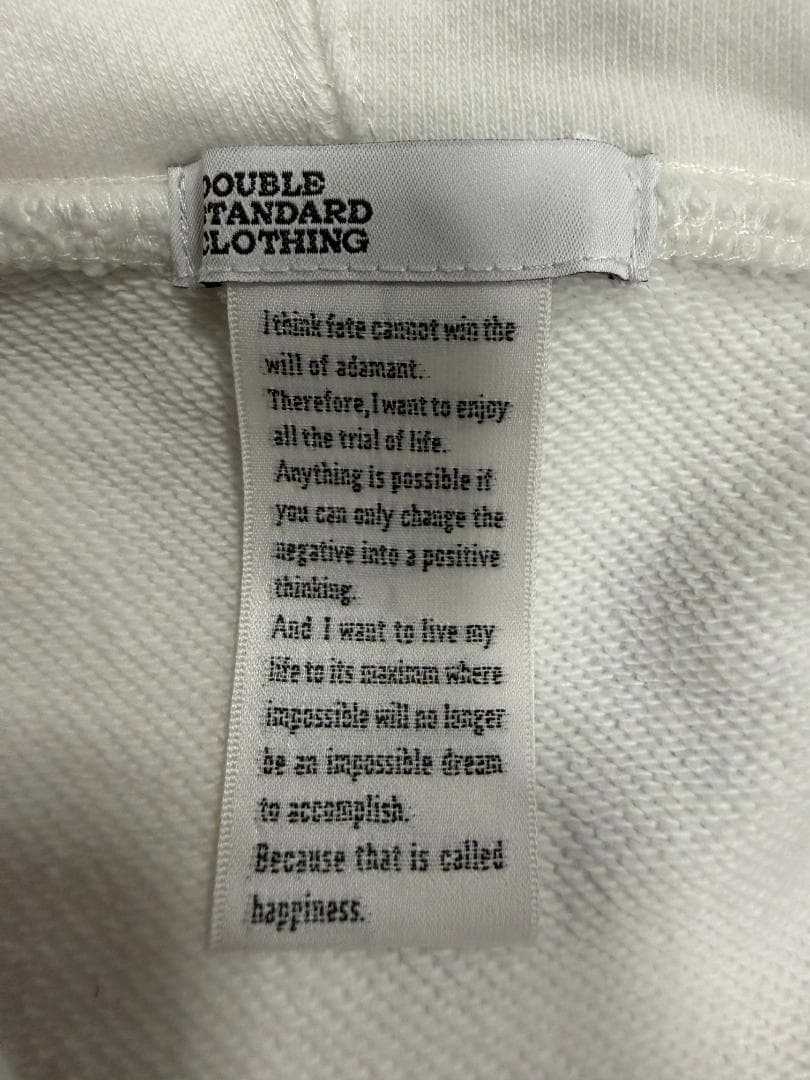 DOUBLE
STANDARD
CLOTHING
I think fate cannot win the
will of adamant.
Therefore, I want to enjoy
all the trial of life.
Anything is possible if
you can only change the
negative into a positive
thinking.
And I want to live my
life to its maximm where
impossible will no longer
be an impossible dream
to accomplish.
Because that is called
happiness.